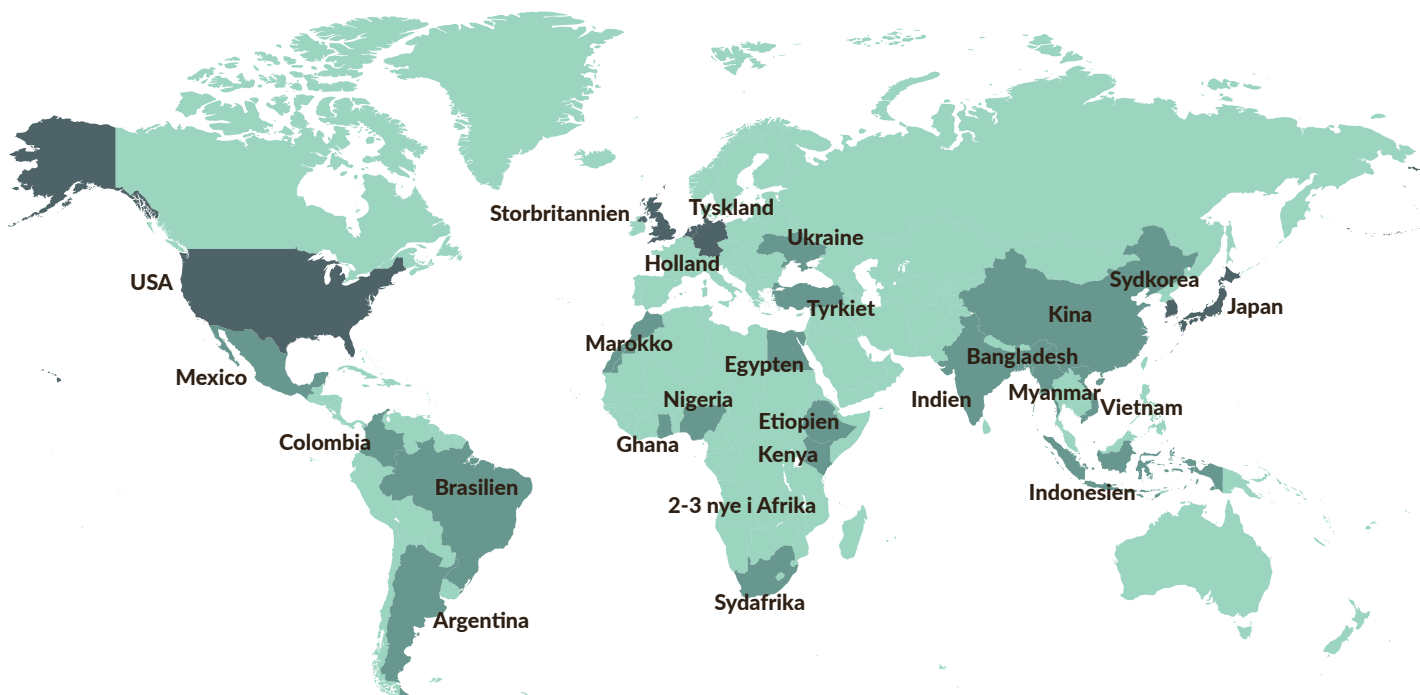 Tyskland
Storbritannien
Ukraine
Holland
USA
Sydkorea
Tyrkiet
Japan
Kina
Marokko
Bangladesh
Egypten
Mexico
Myanmar
Nigeria
Indien
Vietnam
Etiopien
Colombia
Ghana
Kenya
Brasilien
Indonesien
2-3 nye i Afrika
Sydafrika
Argentina